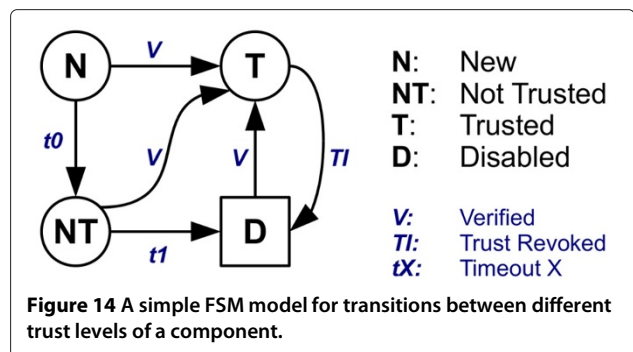 N
V
T
t0
V
V
TI
NT
t1
D
N: New
NT: Not Trusted
T: Trusted
D: Disabled
V: Verified
TI: Trust Revoked
tX: Timeout X
Figure 14 A simple FSM model for transitions between different
trust levels of a component.